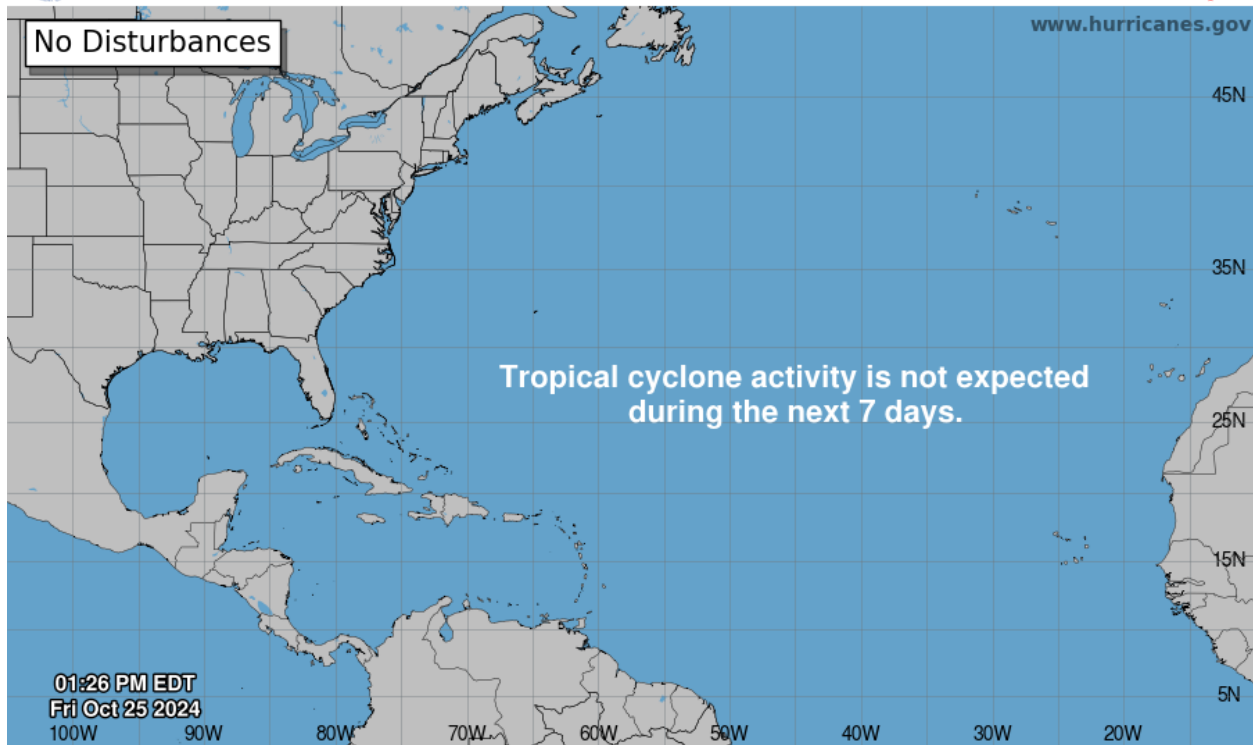 No Disturbances
www.hurricanes.gov
45N
35N
Tropical cyclone activity is not expected
during the next 7 days.
25N
15N
01:26 PM EDT
Fri Oct 25 2024
5N
100W 90W 80W 70W 60W 50W 40W 30W 20W